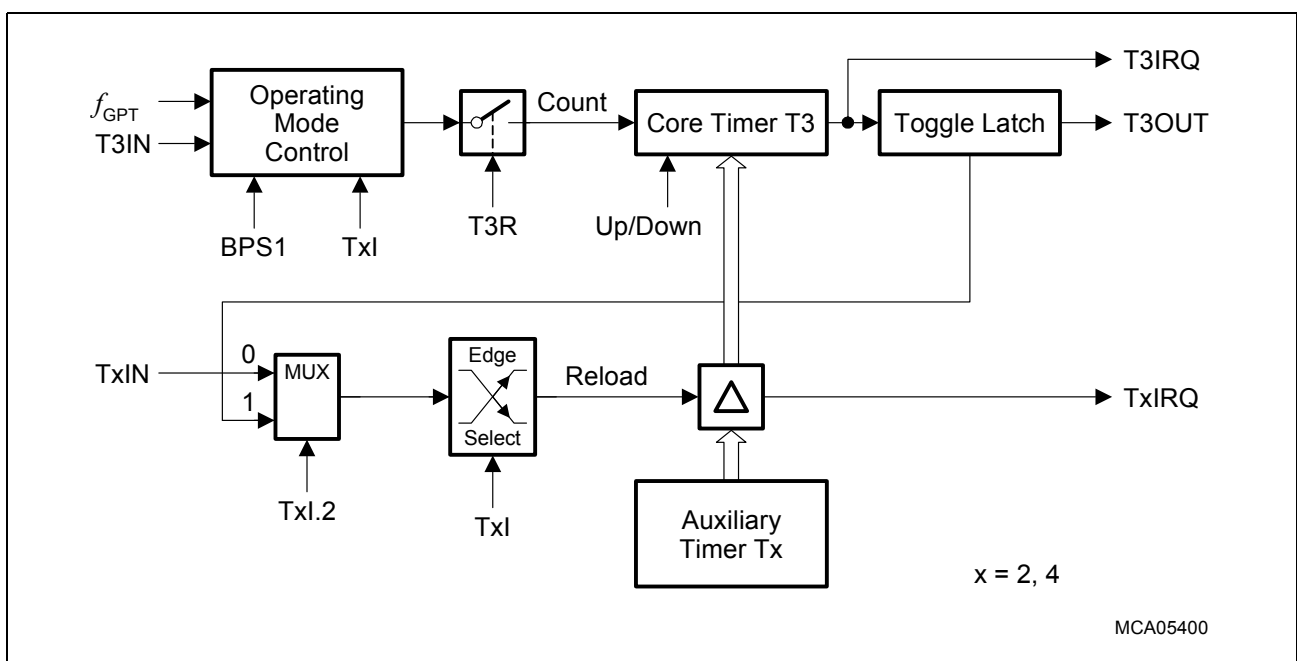 T3IRQ
fGPT
T3IN
Operating
Mode
Control
Count
Core Timer T3
Toggle Latch
T3OUT
BPS1
TxI
T3R
Up/Down
TxIN
0
1
MUX
Edge
Select
Reload
Δ
TxIRQ
TxI.2
TxI
Auxiliary
Timer Tx
x = 2, 4
MCA05400